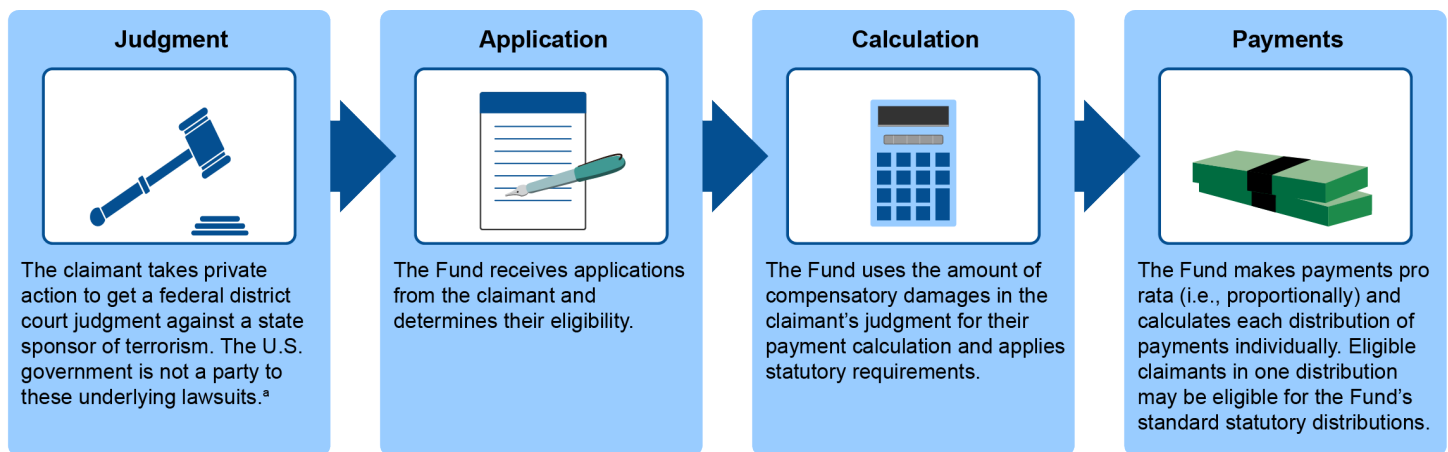 Judgment
The claimant takes private
action to get a federal district
court judgment against a state
sponsor of terrorism. The U.S.
government is not a party to
these underlying lawsuits.ª
Application
The Fund receives applications
from the claimant and
determines their eligibility.
Calculation
The Fund uses the amount of
compensatory damages in the
claimant’s judgment for their
payment calculation and applies
statutory requirements.
Payments
The Fund makes payments pro
rata (i.e., proportionally) and
calculates each distribution of
payments individually. Eligible
claimants in one distribution
may be eligible for the Fund’s
standard statutory distributions.